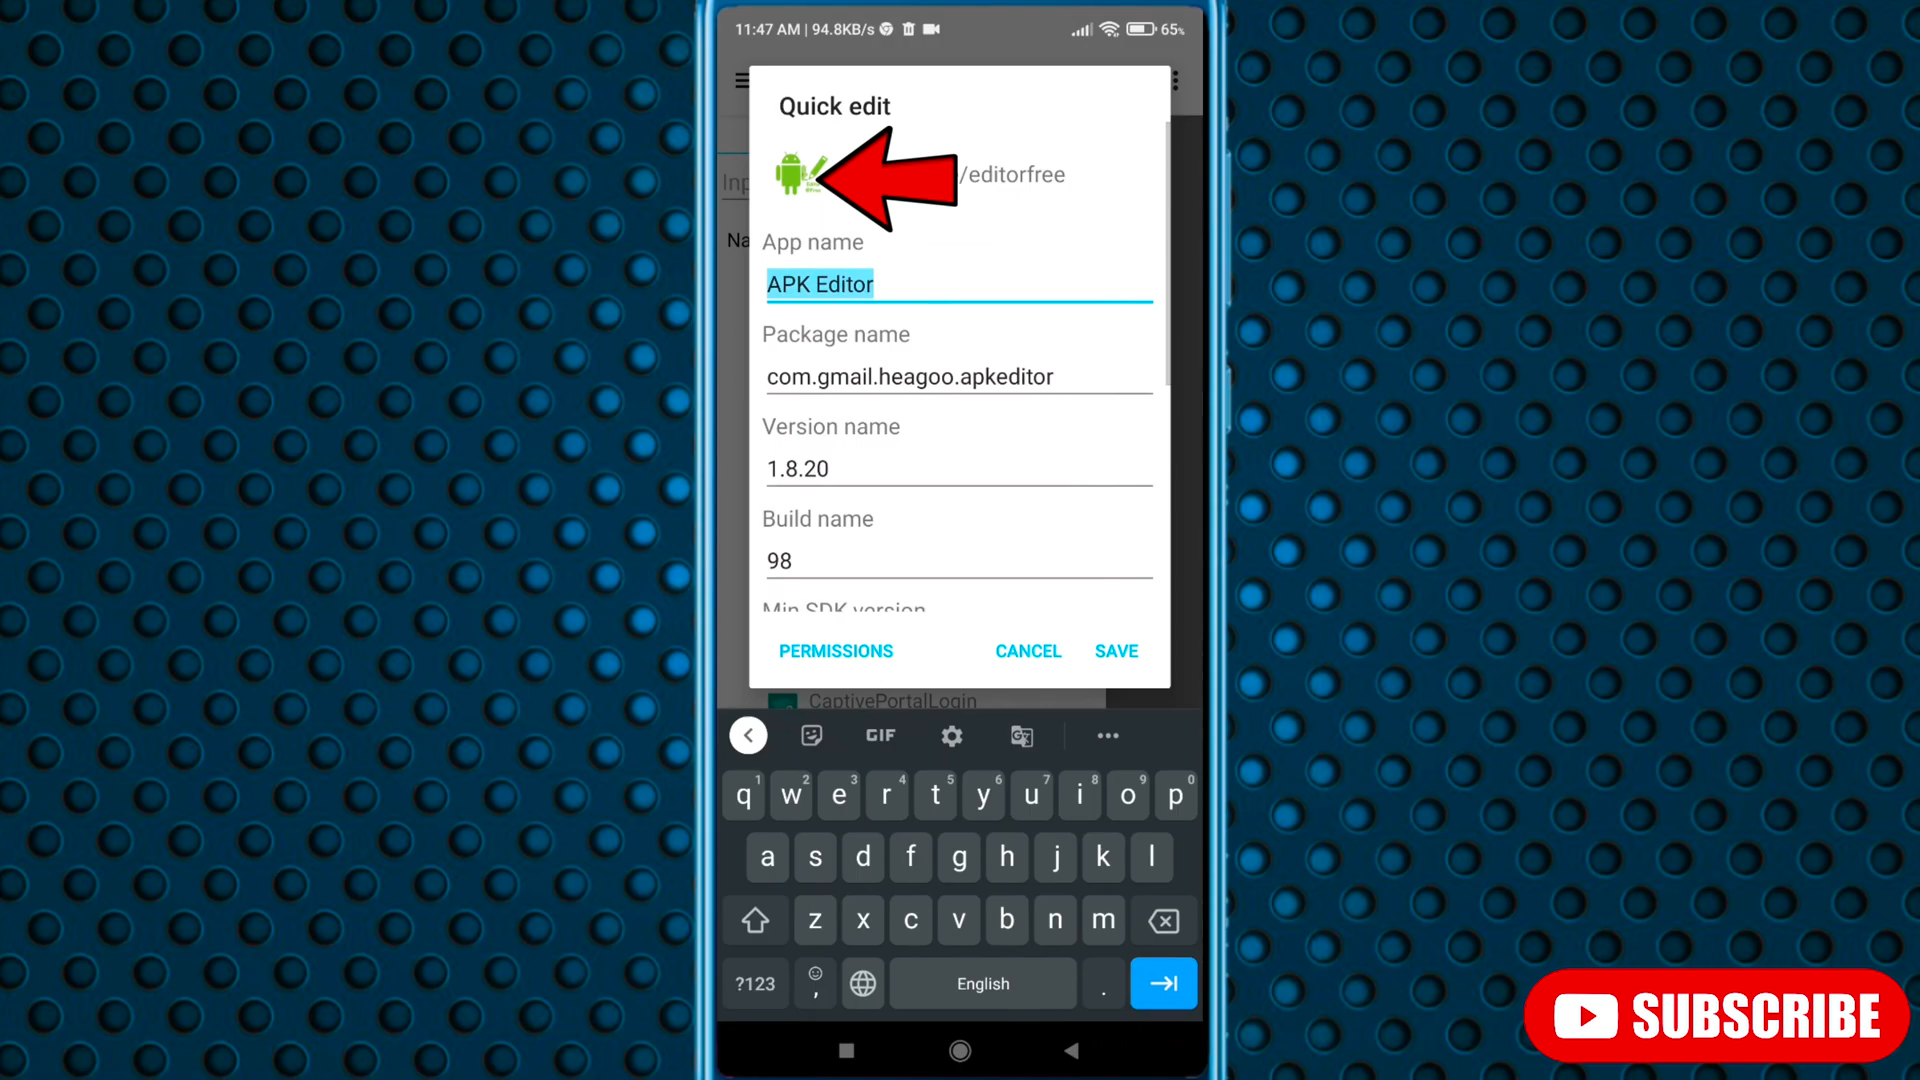 11:47 AM | 94.8KB/s
65%
Quick edit
/editorfree
App name
APK Editor
Package name
com.gmail.heagoo.apkeditor
Version name
1.8.20
Build name
98
Min SDK version
PERMISSIONS CANCEL SAVE
Inp
Na
CaptivePortalLogin
GIF
q1 w2 e3 r4 t5 y6 u7 i8 o9 p0
a s d f g h j k l
z x c v b n m
?123 , English .
SUBSCRIBE